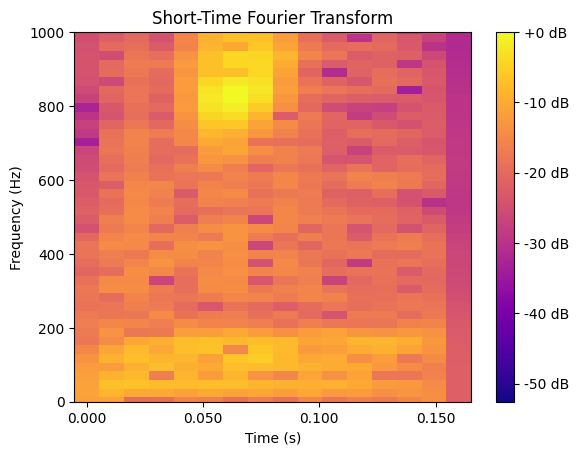 Short-Time Fourier Transform
Frequency (Hz)
1000
800
600
400
200
0
0.000
0.050
0.100
0.150
Time (s)
+0 dB
-10 dB
-20 dB
-30 dB
-40 dB
-50 dB